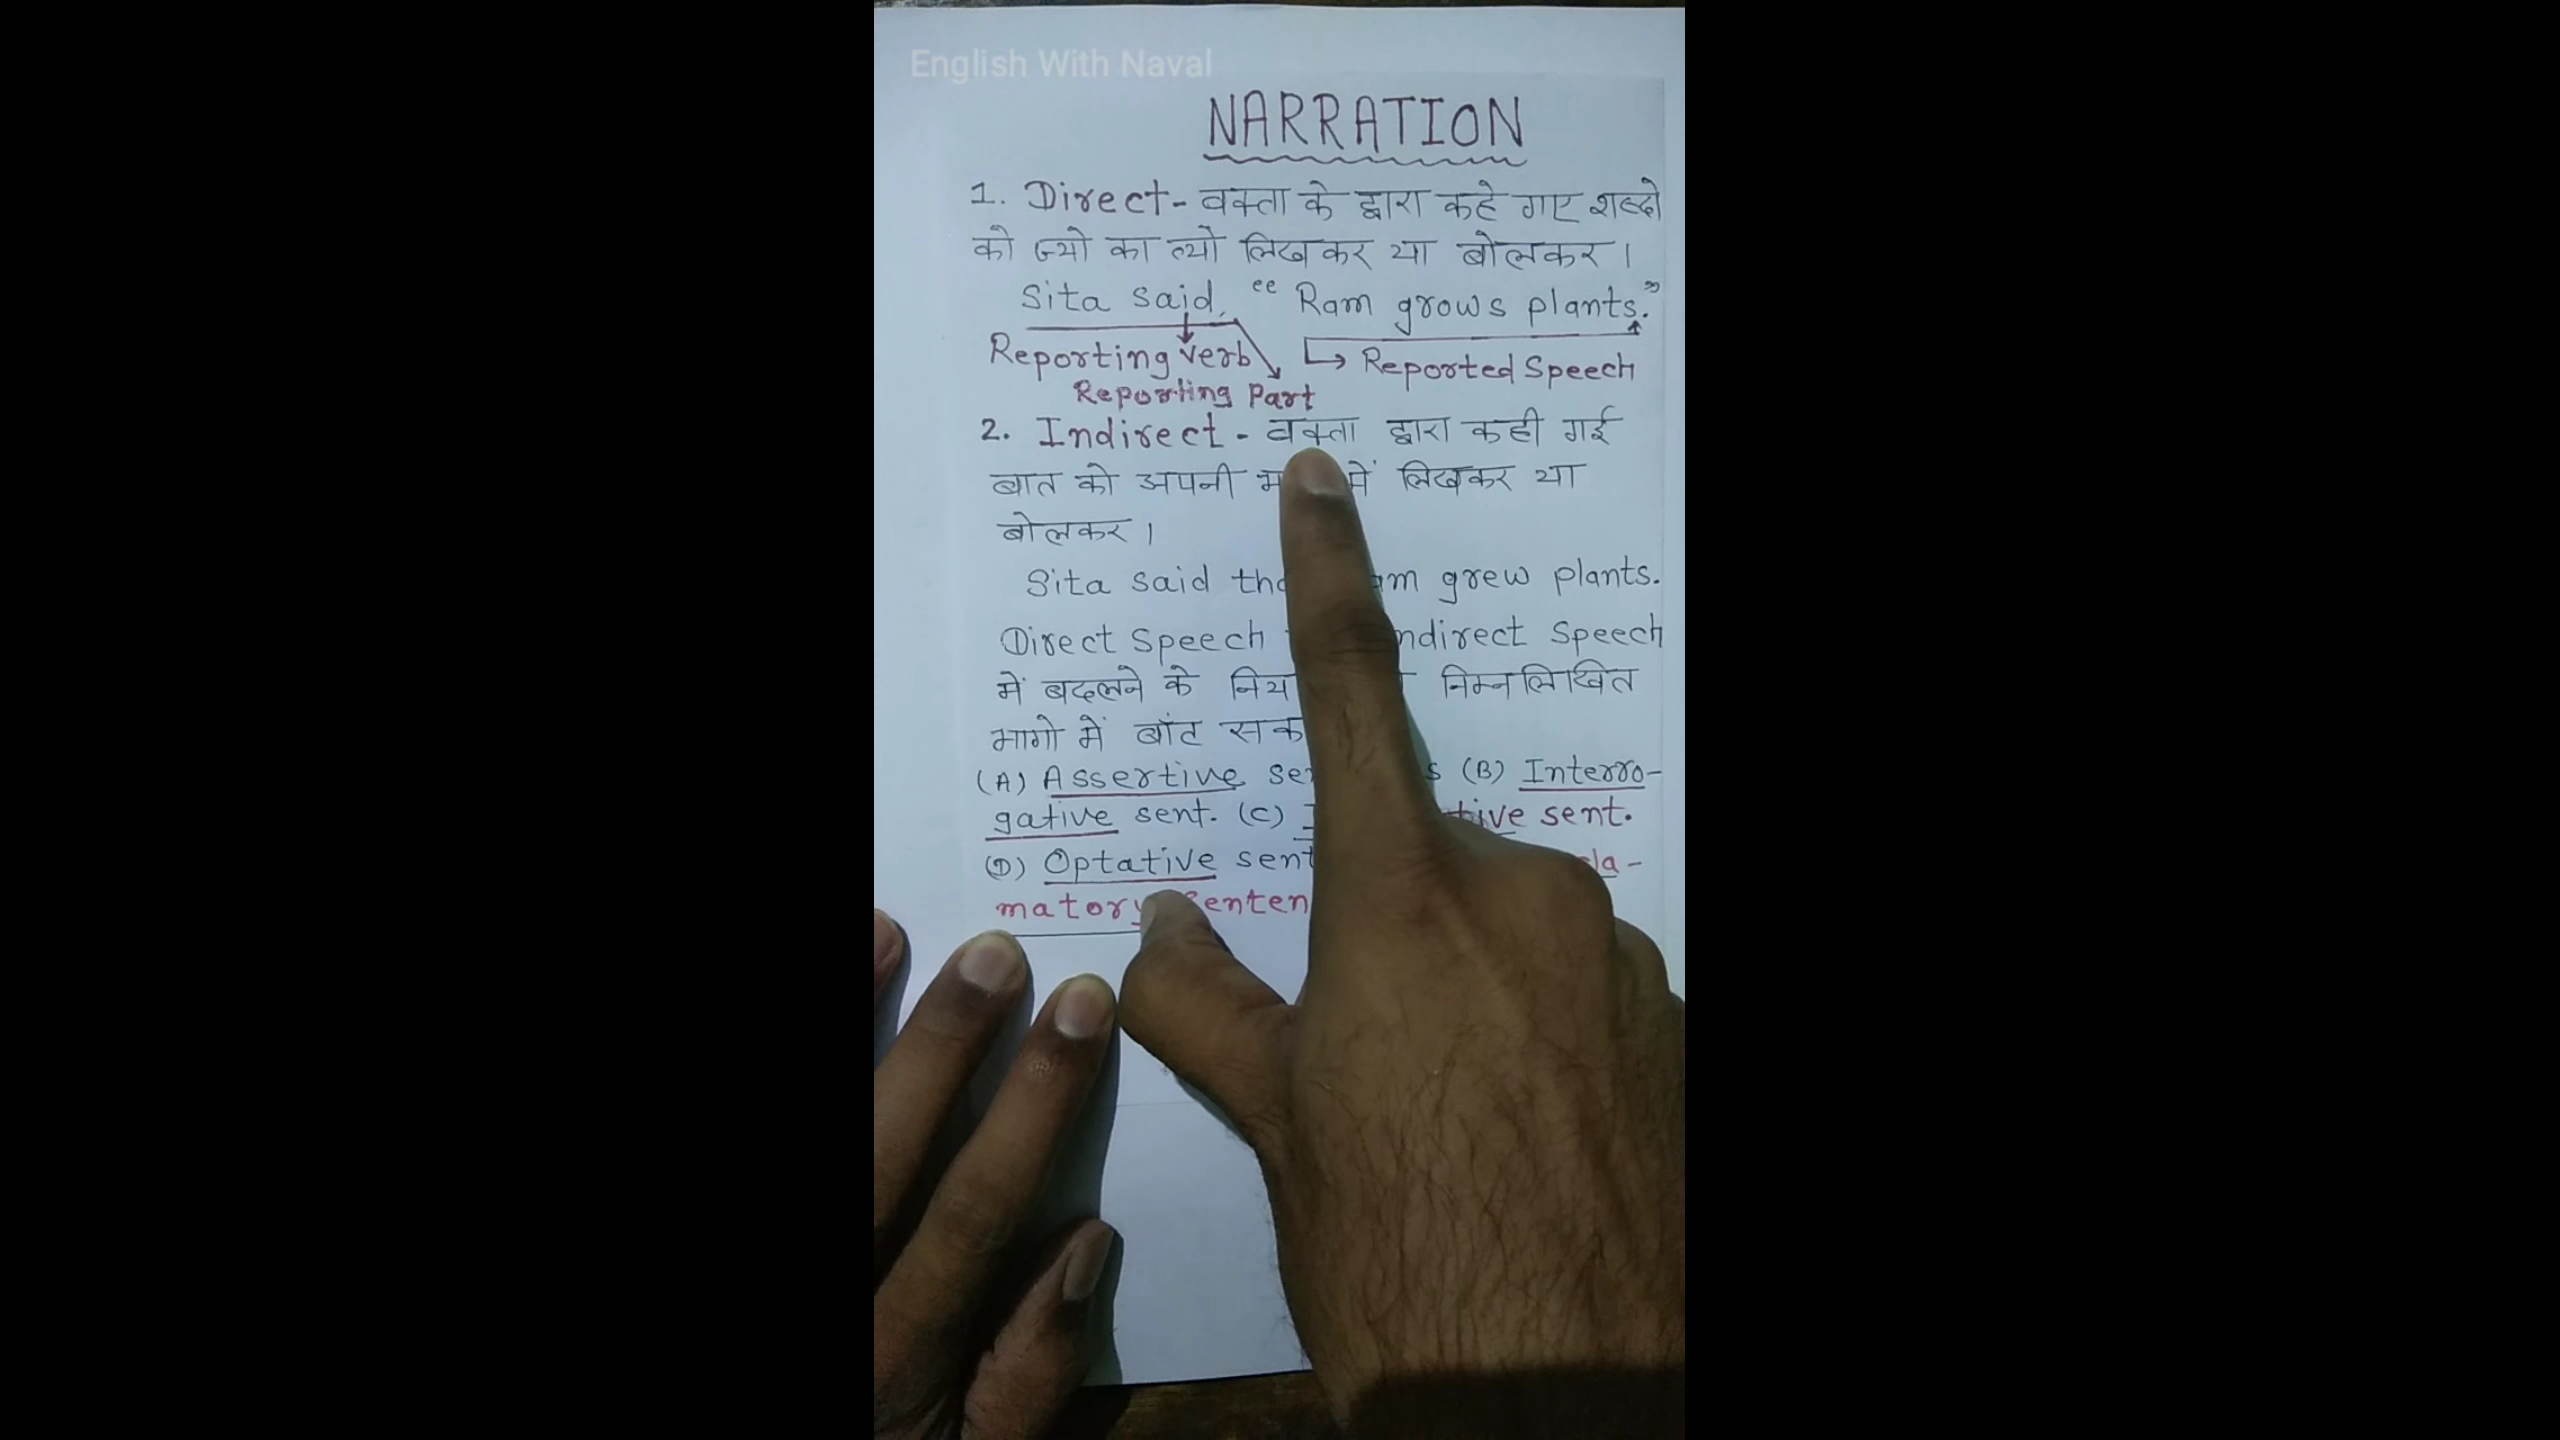 English With Naval
NARRATION
1. Direct - वक्ता के द्वारा कहे गए शब्दो
को ज्यो का त्यो लिखकर या बोलकर ।
Sita said, “ Ram grows plants.”
Reporting verb → Reported Speech
Reporting Part
2. Indirect - वक्ता द्वारा कही गई
बात को अपनी में लिखकर या
बोलकर ।
Sita said grew plants.
Direct Speech Indirect Speech
में बदलने के निम्नलिखित
भागो में बाँट
(A) Assertive (B) Interro-
gative sent. (C) sent.
(D) Optative
matory